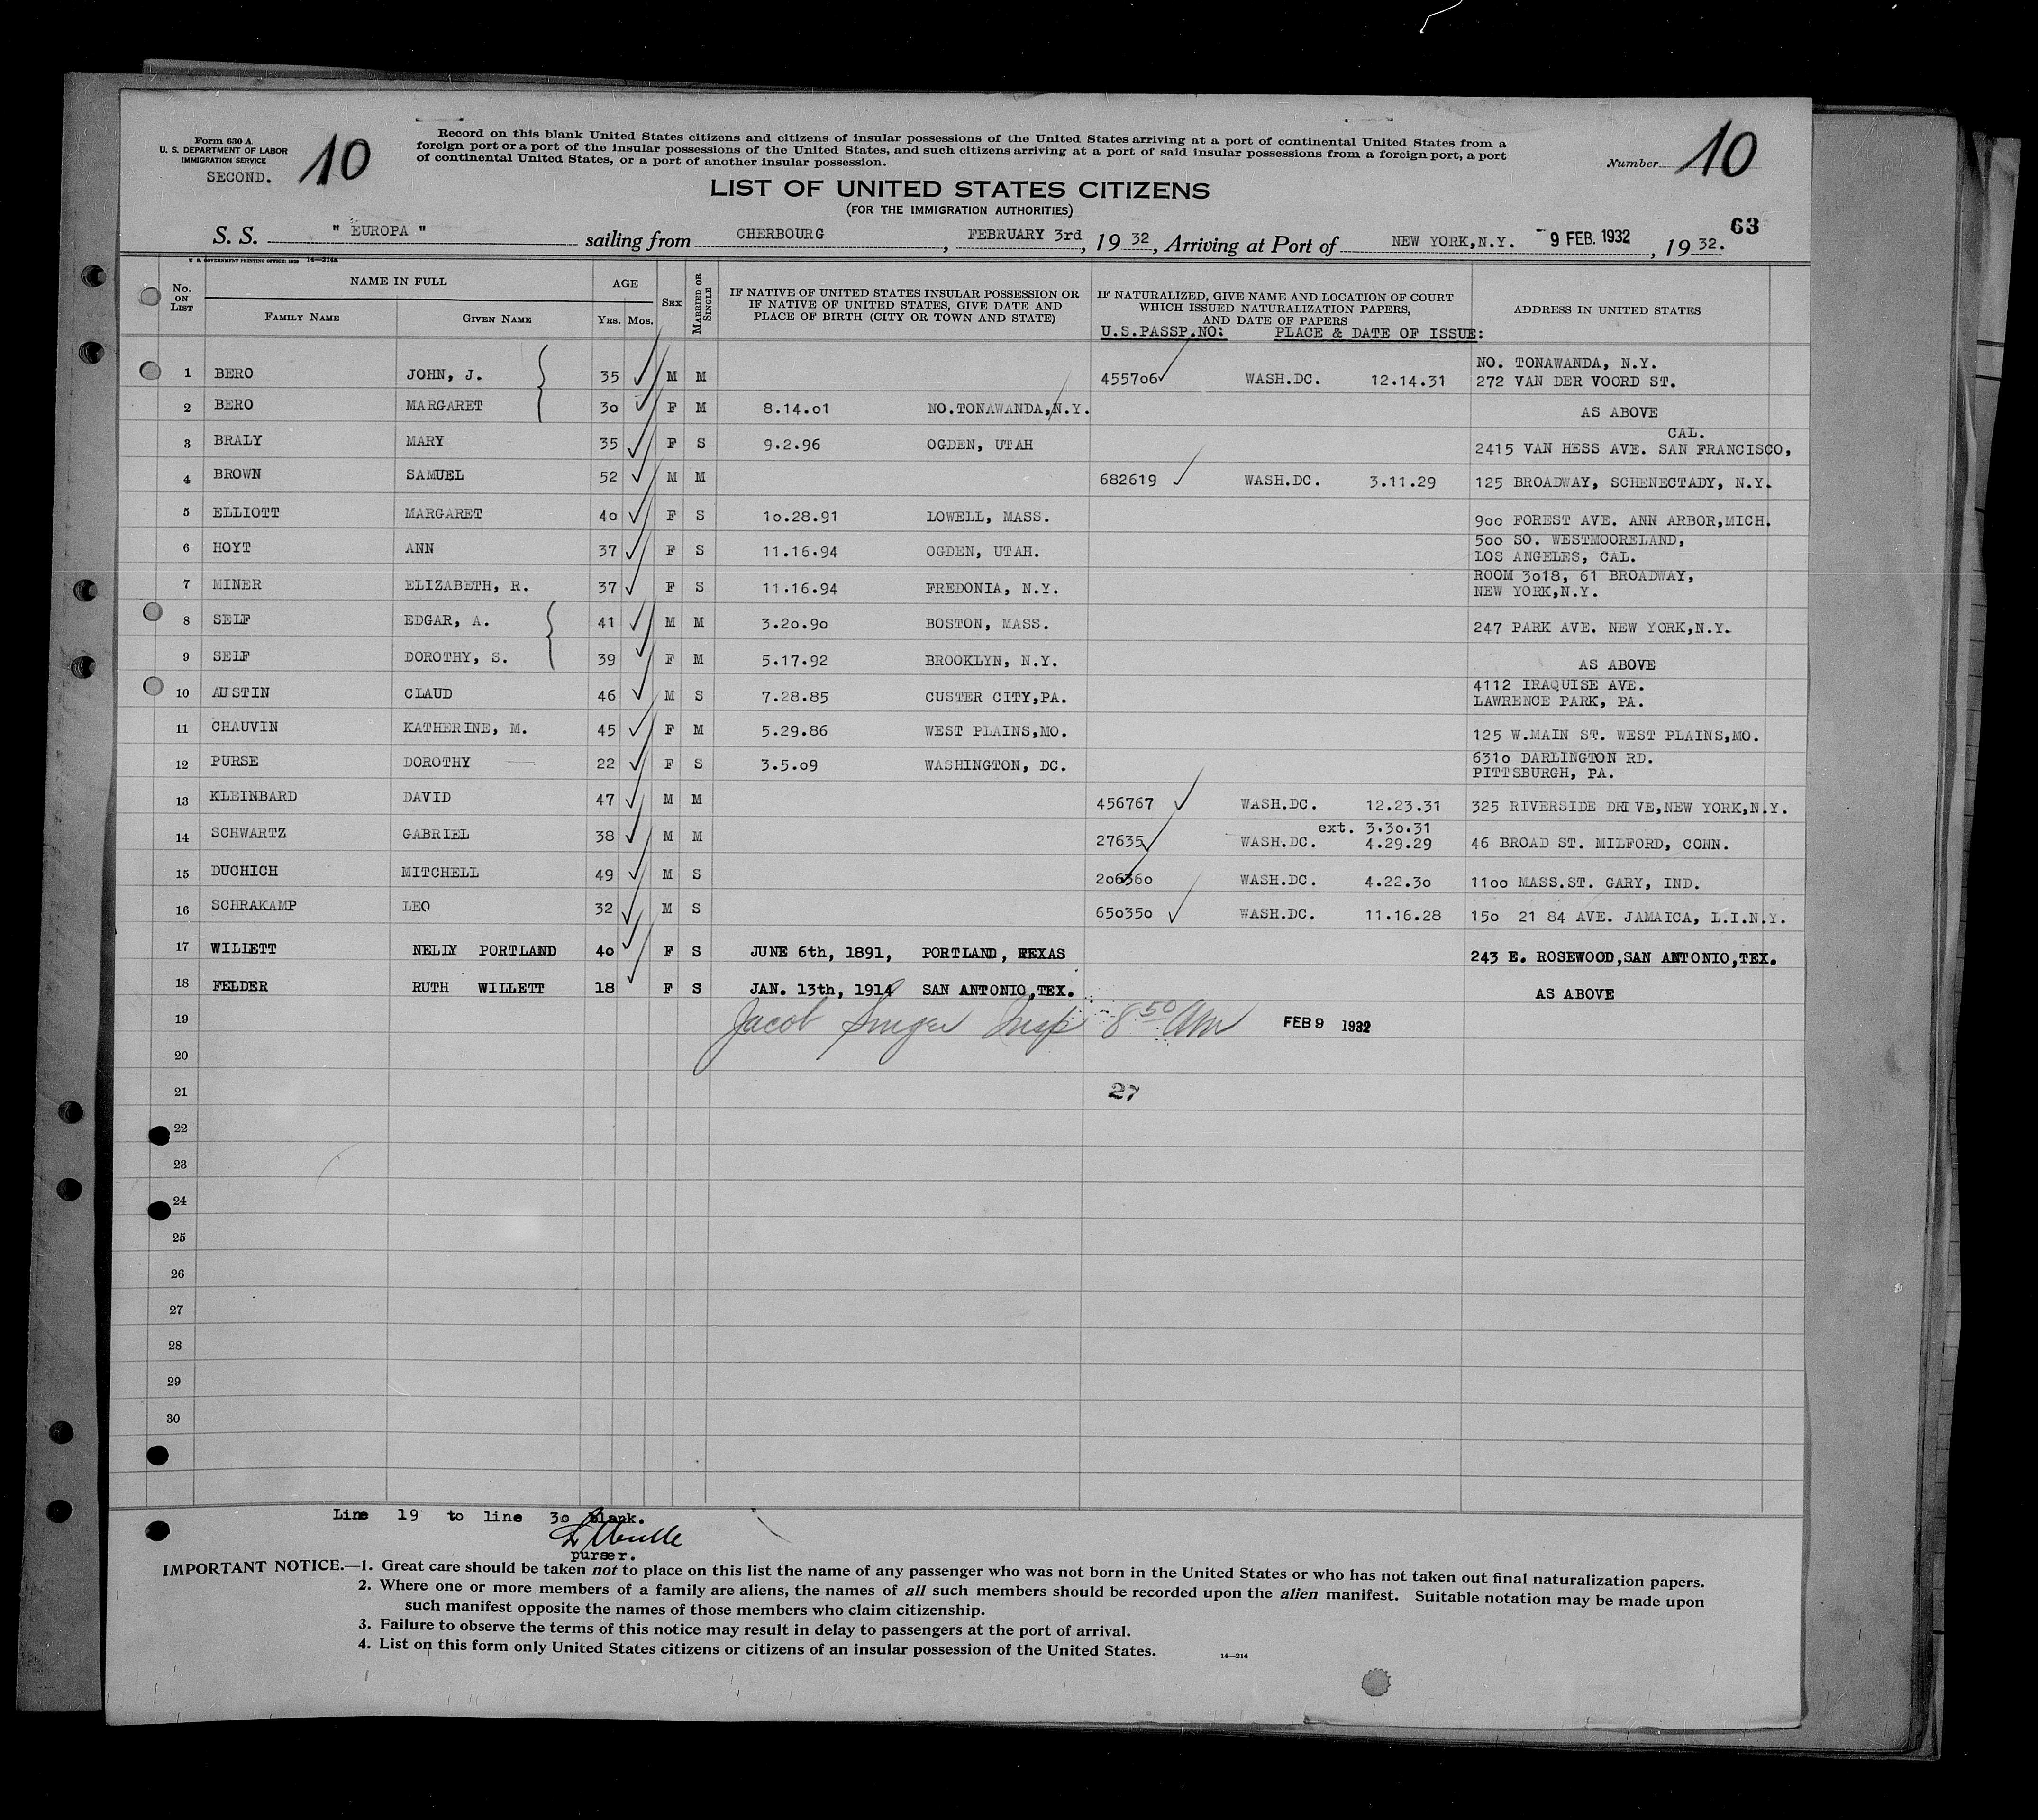 Form 630 A
U. S. DEPARTMENT OF LABOR
IMMIGRATION SERVICE
SECOND.
10
Record on this blank United States citizens and citizens of insular possessions of the United States arriving at a port of continental United States from a
foreign port or a port of the insular possessions of the United States, and such citizens arriving at a port of said insular possessions from a foreign port, a port
of continental United States, or a port of another insular possession.
Number 10
LIST OF UNITED STATES CITIZENS
(FOR THE IMMIGRATION AUTHORITIES)
63
S. S. " EUROPA " sailing from CHERBOURG, FEBRUARY 3rd, 19 32, Arriving at Port of NEW YORK,N.Y. -9 FEB. 1932, 19 32.
U. S. GOVERNMENT PRINTING OFFICE: 1929 14—214a
No. ON LIST NAME IN FULL AGE SEX MARRIED OR SINGLE IF NATIVE OF UNITED STATES INSULAR POSSESSION OR IF NATIVE OF UNITED STATES, GIVE DATE AND PLACE OF BIRTH (CITY OR TOWN AND STATE) IF NATURALIZED, GIVE NAME AND LOCATION OF COURT WHICH ISSUED NATURALIZATION PAPERS, AND DATE OF PAPERS ADDRESS IN UNITED STATES
FAMILY NAME GIVEN NAME YRS. MOS. U.S.PASSP.NO: PLACE & DATE OF ISSUE:
NO. TONAWANDA, N.Y.
1 BERO JOHN, J. 35 M M 455706 WASH.DC. 12.14.31 272 VAN DER VOORD ST.
2 BERO MARGARET 30 F M 8.14.01 NO.TONAWANDA,N.Y. AS ABOVE
CAL.
3 BRALY MARY 35 F S 9.2.96 OGDEN, UTAH 2415 VAN HESS AVE. SAN FRANCISCO,
4 BROWN SAMUEL 52 M M 682619 WASH.DC. 3.11.29 125 BROADWAY, SCHENECTADY, N.Y.
5 ELLIOTT MARGARET 40 F S 10.28.91 LOWELL, MASS. 900 FOREST AVE. ANN ARBOR,MICH.
6 HOYT ANN 37 F S 11.16.94 OGDEN, UTAH. 500 SO. WESTMOORELAND,
LOS ANGELES, CAL.
7 MINER ELIZABETH, R. 37 F S 11.16.94 FREDONIA, N.Y. ROOM 3018, 61 BROADWAY,
NEW YORK,N.Y.
8 SELF EDGAR, A. 41 M M 3.20.90 BOSTON, MASS. 247 PARK AVE. NEW YORK,N.Y.
9 SELF DOROTHY, S. 39 F M 5.17.92 BROOKLYN, N.Y. AS ABOVE
10 AUSTIN CLAUD 46 M S 7.28.85 CUSTER CITY,PA. 4112 IRAQUISE AVE.
LAWRENCE PARK, PA.
11 CHAUVIN KATHERINE, M. 45 F M 5.29.86 WEST PLAINS,MO. 125 W.MAIN ST. WEST PLAINS,MO.
12 PURSE DOROTHY 22 F S 3.5.09 WASHINGTON, DC. 6310 DARLINGTON RD.
PITTSBURGH, PA.
13 KLEINBARD DAVID 47 M M 456767 WASH.DC. 12.23.31 325 RIVERSIDE DRIVE,NEW YORK,N.Y.
ext. 3.30.31
14 SCHWARTZ GABRIEL 38 M M 27635 WASH.DC. 4.29.29 46 BROAD ST. MILFORD, CONN.
15 DUCHICH MITCHELL 49 M S 206360 WASH.DC. 4.22.30 1100 MASS.ST. GARY, IND.
16 SCHRAKAMP LEO 32 M S 650350 WASH.DC. 11.16.28 150 21 84 AVE. JAMAICA, L.I.N.Y.
17 WILLETT NELLY PORTLAND 40 F S JUNE 6th, 1891, PORTLAND, TEXAS 243 E. ROSEWOOD,SAN ANTONIO,TEX.
18 FELDER RUTH WILLETT 18 F S JAN. 13th, 1914 SAN ANTONIO,TEX. AS ABOVE
19 Jacob Singer Insp 8 50 AM FEB 9 1932
20
21 27
22
23
24
25
26
27
28
29
30
Line 19 to line 30 blank.
purser.
IMPORTANT NOTICE.—1. Great care should be taken not to place on this list the name of any passenger who was not born in the United States or who has not taken out final naturalization papers.
2. Where one or more members of a family are aliens, the names of all such members should be recorded upon the alien manifest. Suitable notation may be made upon
such manifest opposite the names of those members who claim citizenship.
3. Failure to observe the terms of this notice may result in delay to passengers at the port of arrival.
4. List on this form only United States citizens or citizens of an insular possession of the United States.
14—214